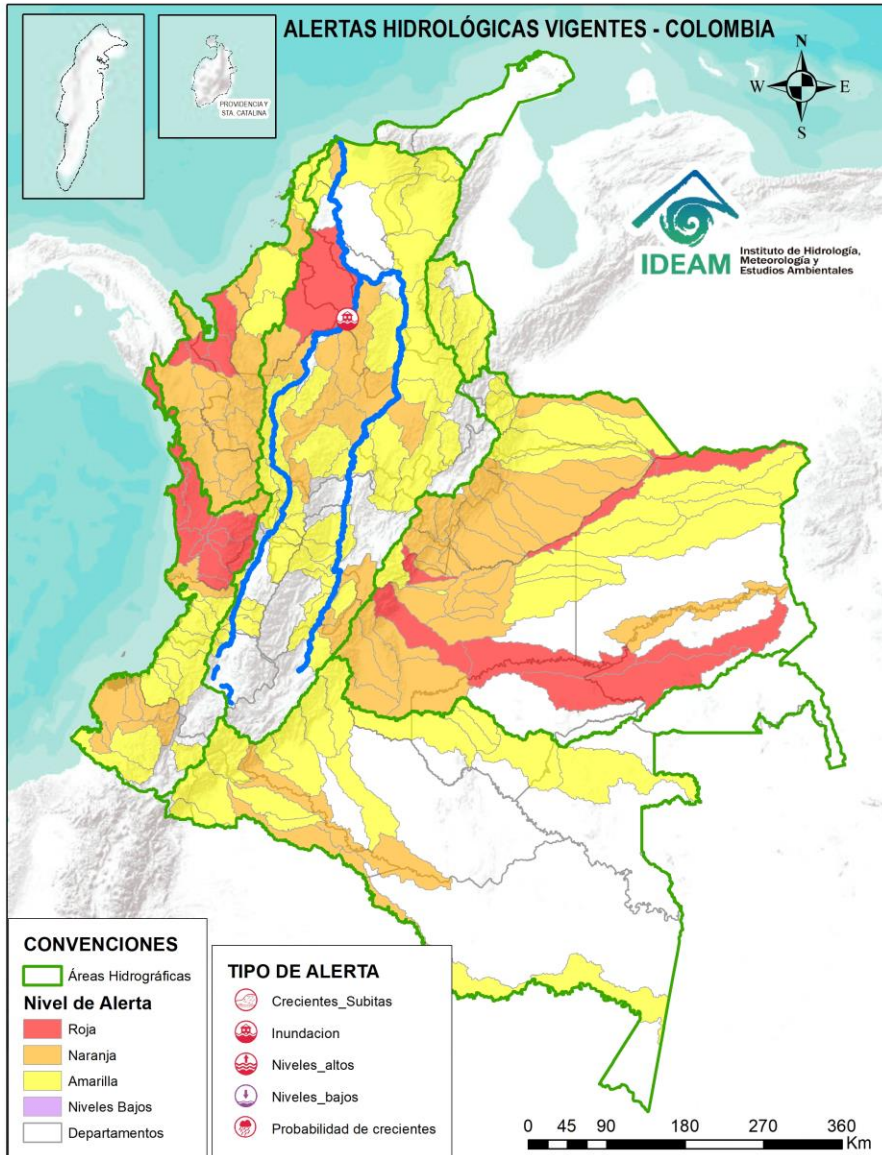 ALERTAS HIDROLÓGICAS VIGENTES - COLOMBIA
PROVIDENCIA Y
STA. CATALINA
N
W
E
S
IDEAM
Instituto de Hidrología,
Meteorología y
Estudios Ambientales
CONVENCIONES
Áreas Hidrográficas
Nivel de Alerta
Roja
Naranja
Amarilla
Niveles Bajos
Departamentos
TIPO DE ALERTA
Crecientes_Subitas
Inundacion
Niveles_altos
Niveles_bajos
Probabilidad de crecientes
0 45 90 180 270 360
Km